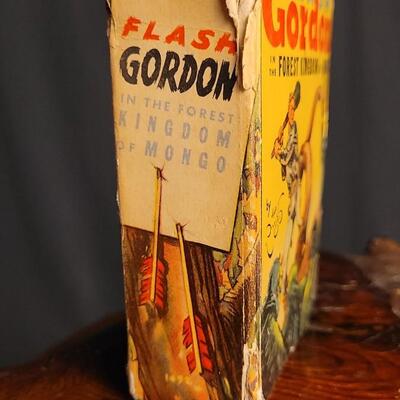 FLASH
GORDON
IN THE FOREST
KINGDOM
OF MONGO
Gordon
IN THE FOREST KINGDOM